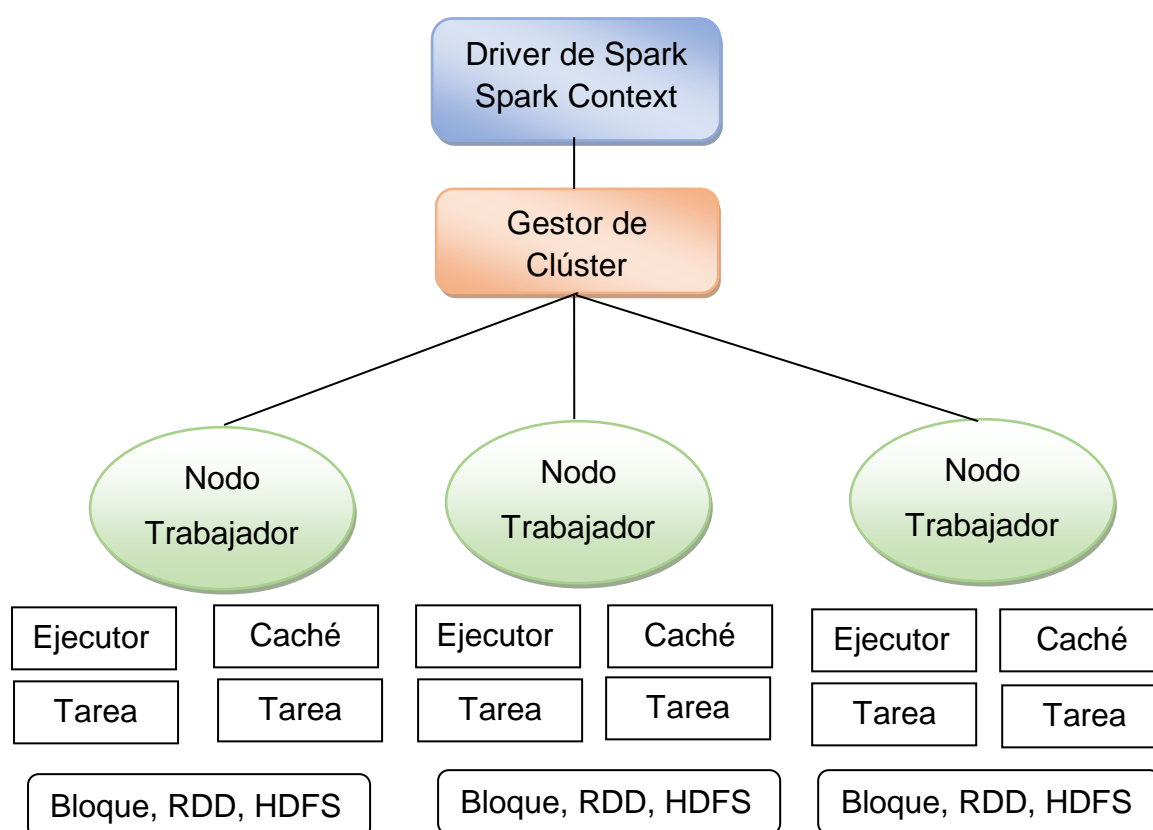 Driver de Spark
Spark Context
Gestor de
Clúster
Nodo
Trabajador
Nodo
Trabajador
Nodo
Trabajador
Ejecutor
Caché
Ejecutor
Caché
Ejecutor
Caché
Tarea
Tarea
Tarea
Tarea
Tarea
Tarea
Bloque, RDD, HDFS
Bloque, RDD, HDFS
Bloque, RDD, HDFS